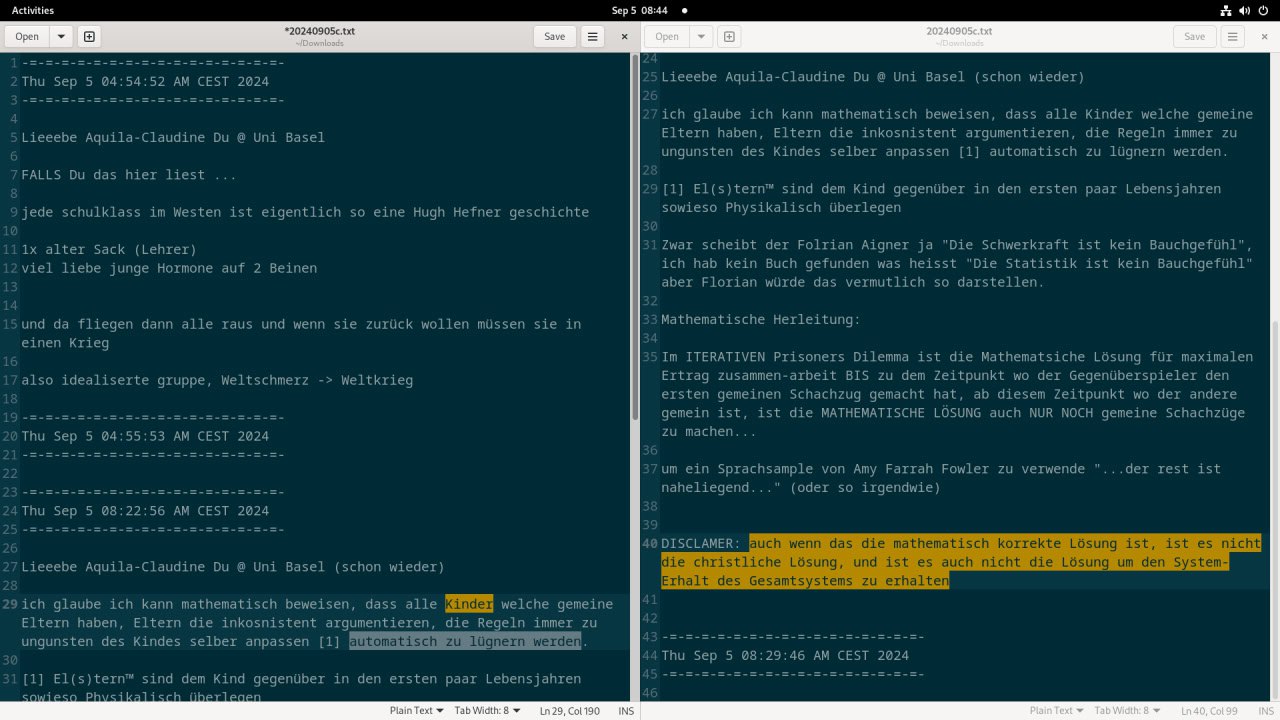 Activities
Sep 5 08:44
Open
*20240905c.txt
~/Downloads
Save
1 -=-=-=-=-=-=-=-=-=-=-=-=-=-=-=-=-
2 Thu Sep 5 04:54:52 AM CEST 2024
3 -=-=-=-=-=-=-=-=-=-=-=-=-=-=-=-=-
4
5 Lieeebe Aquila-Claudine Du @ Uni Basel
6
7 FALLS Du das hier liest ...
8
9 jede schulklass im Westen ist eigentlich so eine Hugh Hefner geschichte
10
11 1x alter Sack (Lehrer)
12 viel liebe junge Hormone auf 2 Beinen
13
14
15 und da fliegen dann alle raus und wenn sie zurück wollen müssen sie in
einen Krieg
16
17 also idealiserte gruppe, Weltschmerz -> Weltkrieg
18
19 -=-=-=-=-=-=-=-=-=-=-=-=-=-=-=-=-
20 Thu Sep 5 04:55:53 AM CEST 2024
21 -=-=-=-=-=-=-=-=-=-=-=-=-=-=-=-=-
22
23 -=-=-=-=-=-=-=-=-=-=-=-=-=-=-=-=-
24 Thu Sep 5 08:22:56 AM CEST 2024
25 -=-=-=-=-=-=-=-=-=-=-=-=-=-=-=-=-
26
27 Lieeebe Aquila-Claudine Du @ Uni Basel (schon wieder)
28
29 ich glaube ich kann mathematisch beweisen, dass alle Kinder welche gemeine
Eltern haben, Eltern die inkosnistent argumentieren, die Regeln immer zu
ungunsten des Kindes selber anpassen [1] automatisch zu lügnern werden.
30
31 [1] El(s)tern™ sind dem Kind gegenüber in den ersten paar Lebensjahren
sowieso Physikalisch überlegen
Plain Text
Tab Width: 8
Ln 29, Col 190
INS
Open
20240905c.txt
~/Downloads
Save
24
25 Lieeebe Aquila-Claudine Du @ Uni Basel (schon wieder)
26
27 ich glaube ich kann mathematisch beweisen, dass alle Kinder welche gemeine
Eltern haben, Eltern die inkosnistent argumentieren, die Regeln immer zu
ungunsten des Kindes selber anpassen [1] automatisch zu lügnern werden.
28
29 [1] El(s)tern™ sind dem Kind gegenüber in den ersten paar Lebensjahren
sowieso Physikalisch überlegen
30
31 Zwar scheibt der Folrian Aigner ja "Die Schwerkraft ist kein Bauchgefühl",
ich hab kein Buch gefunden was heisst "Die Statistik ist kein Bauchgefühl"
aber Florian würde das vermutlich so darstellen.
32
33 Mathematische Herleitung:
34
35 Im ITERATIVEN Prisoners Dilemma ist die Mathematsiche Lösung für maximalen
Ertrag zusammen-arbeit BIS zu dem Zeitpunkt wo der Gegenüberspieler den
ersten gemeinen Schachzug gemacht hat, ab diesem Zeitpunkt wo der andere
gemein ist, ist die MATHEMATISCHE LÖSUNG auch NUR NOCH gemeine Schachzüge
zu machen...
36
37 um ein Sprachsample von Amy Farrah Fowler zu verwende "...der rest ist
naheliegend..." (oder so irgendwie)
38
39
40 DISCLAMER: auch wenn das die mathematisch korrekte Lösung ist, ist es nicht
die christliche Lösung, und ist es auch nicht die Lösung um den System-
Erhalt des Gesamtsystems zu erhalten
41
42
43 -=-=-=-=-=-=-=-=-=-=-=-=-=-=-=-=-
44 Thu Sep 5 08:29:46 AM CEST 2024
45 -=-=-=-=-=-=-=-=-=-=-=-=-=-=-=-=-
46
Plain Text
Tab Width: 8
Ln 40, Col 99
INS